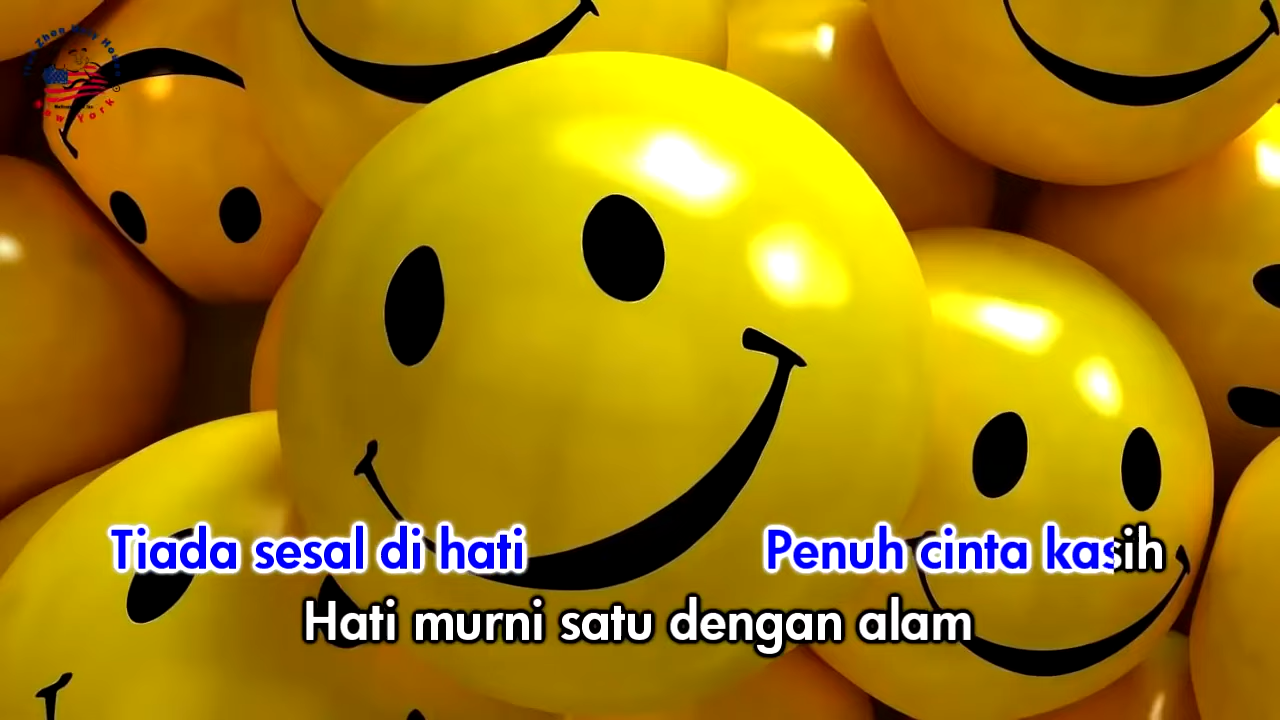 Tiada sesal di hati Penuh cinta kasih
Hati murni satu dengan alam